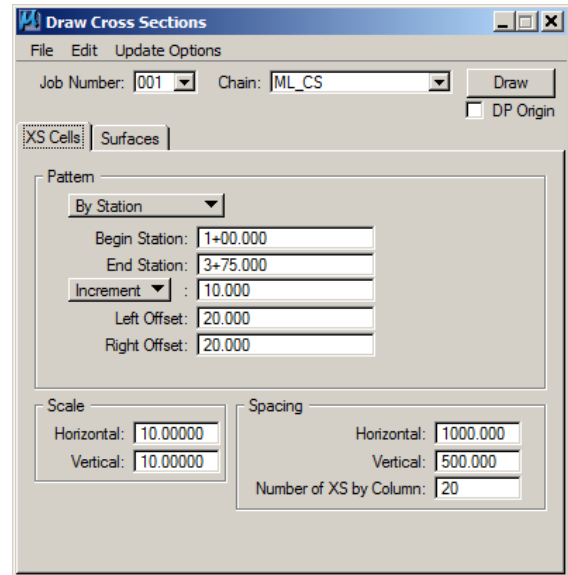 Draw Cross Sections
File Edit Update Options
Job Number: 001 Chain: ML_CS Draw
DP Origin
XS Cells Surfaces
Pattern
By Station
Begin Station: 1+00.000
End Station: 3+75.000
Increment : 10.000
Left Offset: 20.000
Right Offset: 20.000
Scale
Horizontal: 10.00000
Vertical: 10.00000
Spacing
Horizontal: 1000.000
Vertical: 500.000
Number of XS by Column: 20